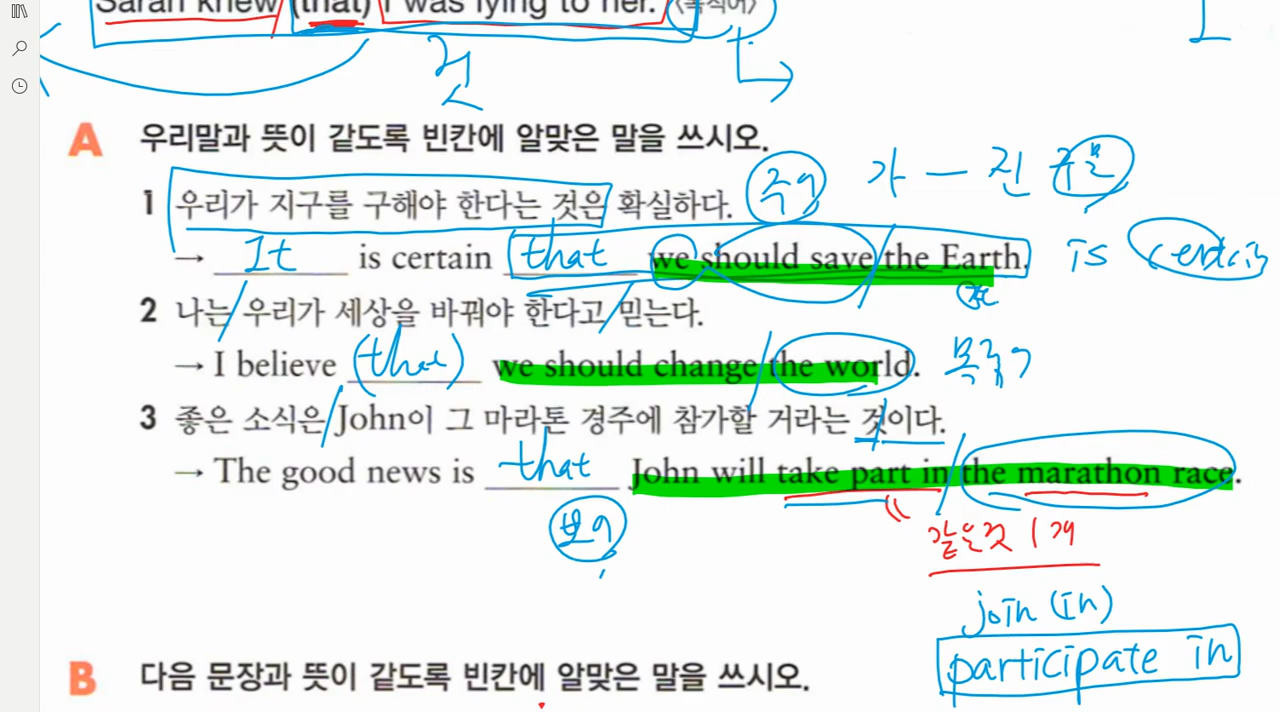 Sarah knew (that) I was lying to her. 〈목적어〉
것
A 우리말과 뜻이 같도록 빈칸에 알맞은 말을 쓰시오.
주어 가 — 진 구문
1 우리가 지구를 구해야 한다는 것은 확실하다.
→ It is certain that we should save the Earth. is certain
2 나는 우리가 세상을 바꿔야 한다고 믿는다.
→ I believe (that) we should change the world. 목적어
3 좋은 소식은 John이 그 마라톤 경주에 참가할 거라는 것이다.
→ The good news is that John will take part in the marathon race.
보어
같은것 1개
join (in)
participate in
B 다음 문장과 뜻이 같도록 빈칸에 알맞은 말을 쓰시오.